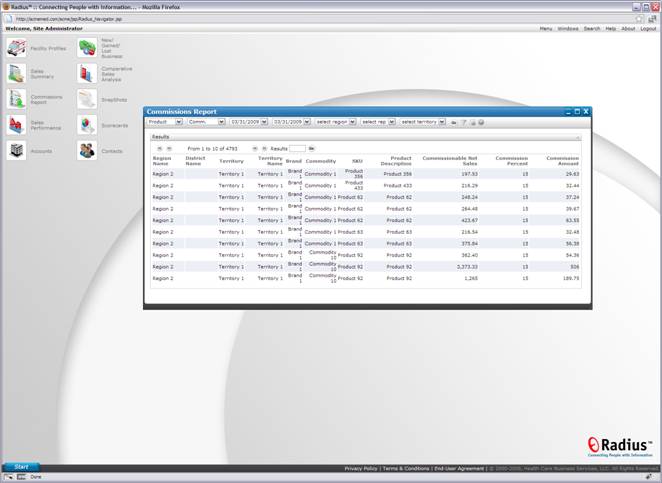 Radius™ :: Connecting People with Information... - Mozilla Firefox
http://acmemed.com/acme/jsp/Radius_Navigator.jsp
Welcome, Site Administrator
Menu Windows Search Help About Logout
Facility Profiles
New/
Gained/
Lost
Business
Sales
Summary
Comparative
Sales
Analysis
Commissions
Report
SnapShots
Sales
Performance
Scorecards
Accounts
Contacts
Commissions Report
Product Comm. 03/31/2009 03/31/2009 select region select rep select territory
Results
From 1 to 10 of 4793 Results
Region Name District Name Territory Territory Name Brand Commodity SKU Product Description Commissionable Net Sales Commission Percent Commission Amount
Region 2 Territory 1 Territory 1 Brand 1 Commodity 1 Product 356 Product 356 197.53 15 29.63
Region 2 Territory 1 Territory 1 Brand 1 Commodity 1 Product 433 Product 433 216.29 15 32.44
Region 2 Territory 1 Territory 1 Brand 1 Commodity 1 Product 62 Product 62 248.24 15 37.24
Region 2 Territory 1 Territory 1 Brand 1 Commodity 1 Product 62 Product 62 264.48 15 39.67
Region 2 Territory 1 Territory 1 Brand 1 Commodity 1 Product 62 Product 62 423.67 15 63.55
Region 2 Territory 1 Territory 1 Brand 1 Commodity 1 Product 63 Product 63 216.54 15 32.48
Region 2 Territory 1 Territory 1 Brand 1 Commodity 1 Product 63 Product 63 375.84 15 56.38
Region 2 Territory 1 Territory 1 Brand 1 Commodity 10 Product 92 Product 92 362.40 15 54.36
Region 2 Territory 1 Territory 1 Brand 1 Commodity 10 Product 92 Product 92 3,373.33 15 506
Region 2 Territory 1 Territory 1 Brand 1 Commodity 10 Product 92 Product 92 1,265 15 189.75
Radius™
Connecting People with Information
Start
Privacy Policy | Terms & Conditions | End-User Agreement | © 2000-2008, Health Care Business Services, LLC. All Rights Reserved.
Done